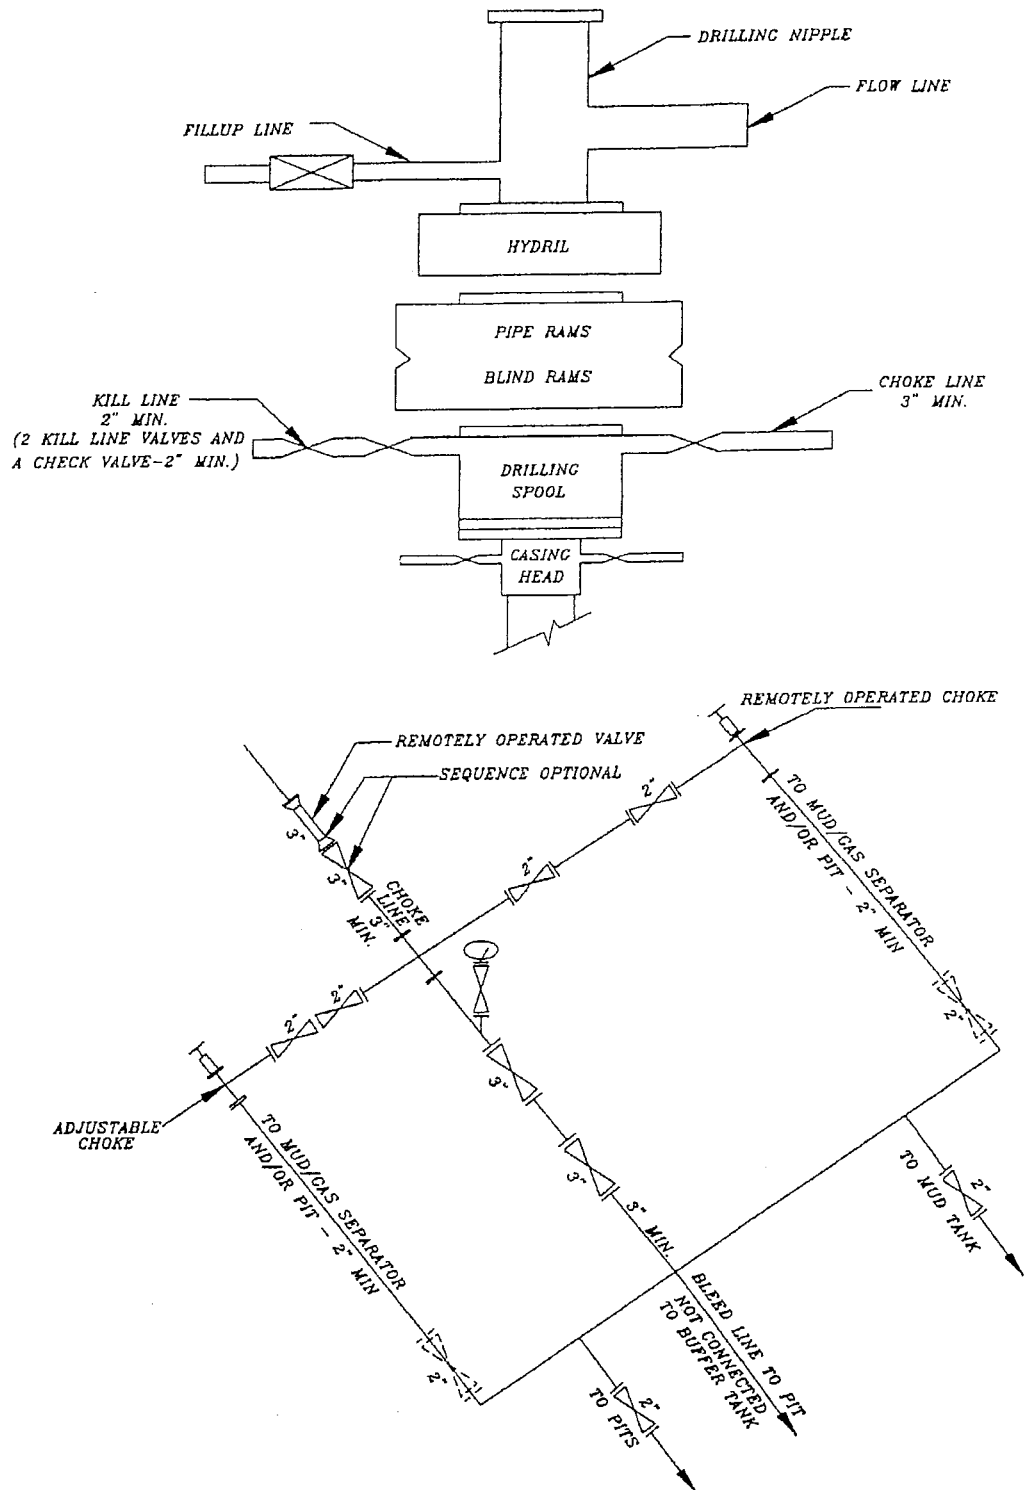 DRILLING NIPPLE
FLOW LINE
FILLUP LINE
HYDRIL
PIPE RAMS
BLIND RAMS
KILL LINE
2" MIN.
(2 KILL LINE VALVES AND
A CHECK VALVE-2" MIN.)
CHOKE LINE
3" MIN.
DRILLING
SPOOL
CASING
HEAD
REMOTELY OPERATED CHOKE
REMOTELY OPERATED VALVE
SEQUENCE OPTIONAL
3"
3"
CHOKE
LINE
3"
MIN.
2"
2"
TO MUD/GAS SEPARATOR
AND/OR PIT - 2" MIN
2"
2"
2"
ADJUSTABLE
CHOKE
TO MUD/GAS SEPARATOR
AND/OR PIT - 2" MIN
2"
3"
3"
3" MIN.
BLEED LINE TO PIT
NOT CONNECTED
TO BUFFER TANK
2"
TO MUD TANK
2"
TO PITS